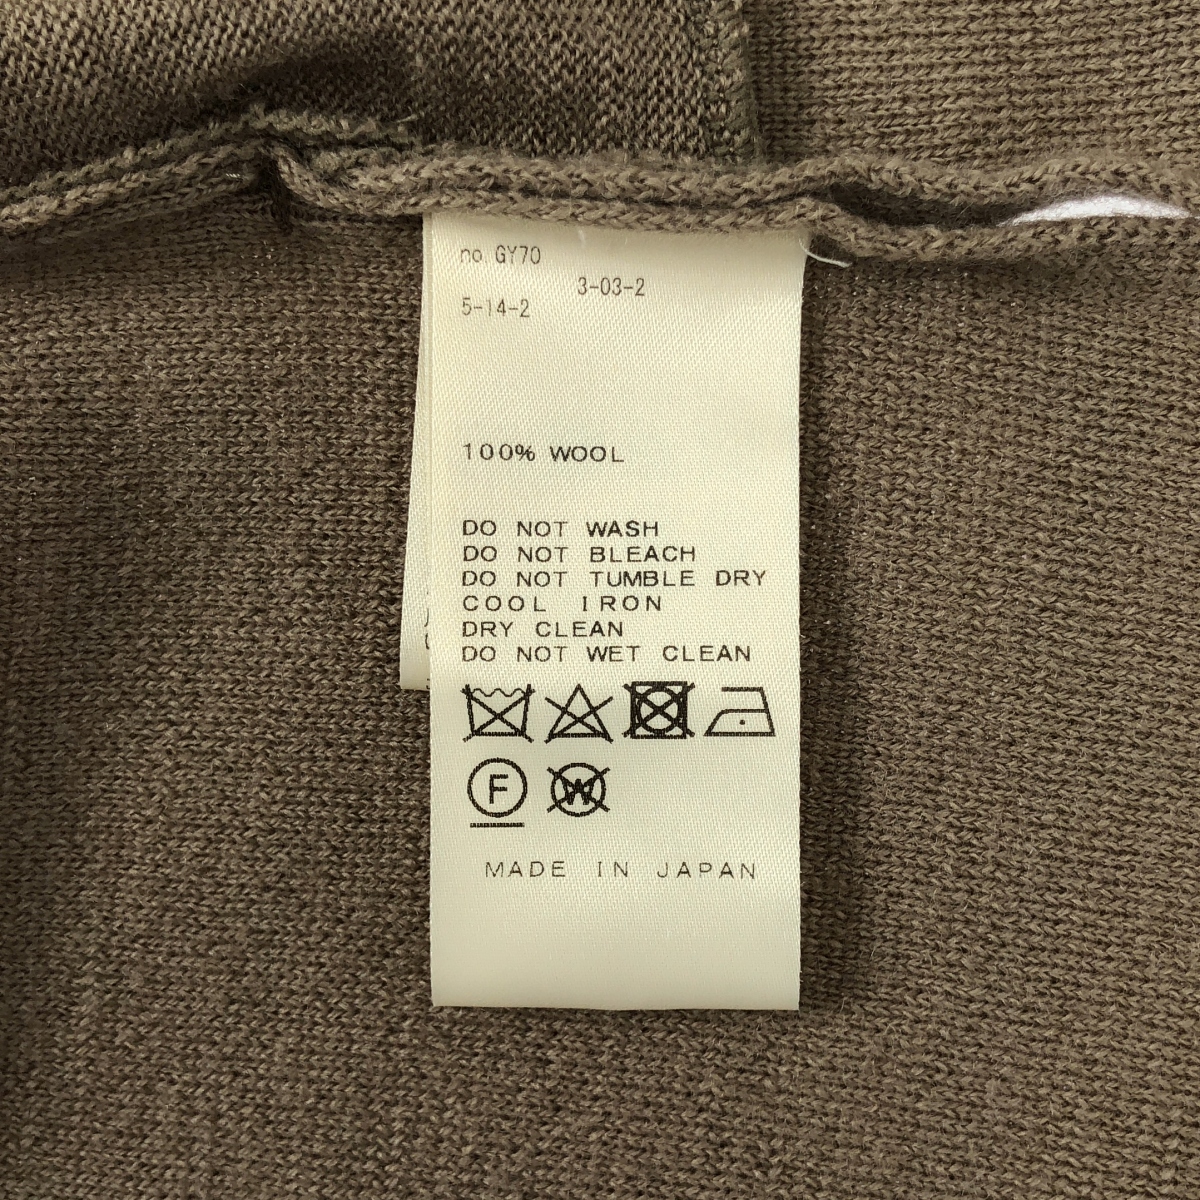 no. GY70
3-03-2
5-14-2
100% WOOL
DO NOT WASH
DO NOT BLEACH
DO NOT TUMBLE DRY
COOL IRON
DRY CLEAN
DO NOT WET CLEAN
F W
MADE IN JAPAN